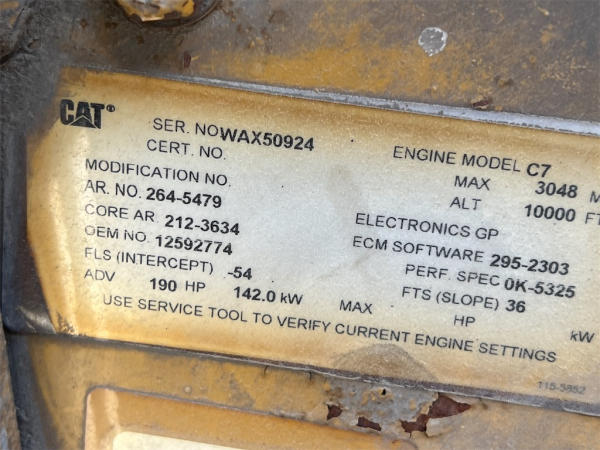 CAT®
SER. NO WAX50924
CERT. NO.
MODIFICATION NO.
AR. NO. 264-5479
CORE AR. 212-3634
OEM NO. 12592774
FLS (INTERCEPT) -54
ADV 190 HP 142.0 kW
ENGINE MODEL C7
MAX 3048 M
ALT 10000 FT
ELECTRONICS GP
ECM SOFTWARE 295-2303
PERF. SPEC 0K-5325
FTS (SLOPE) 36
MAX HP kW
USE SERVICE TOOL TO VERIFY CURRENT ENGINE SETTINGS